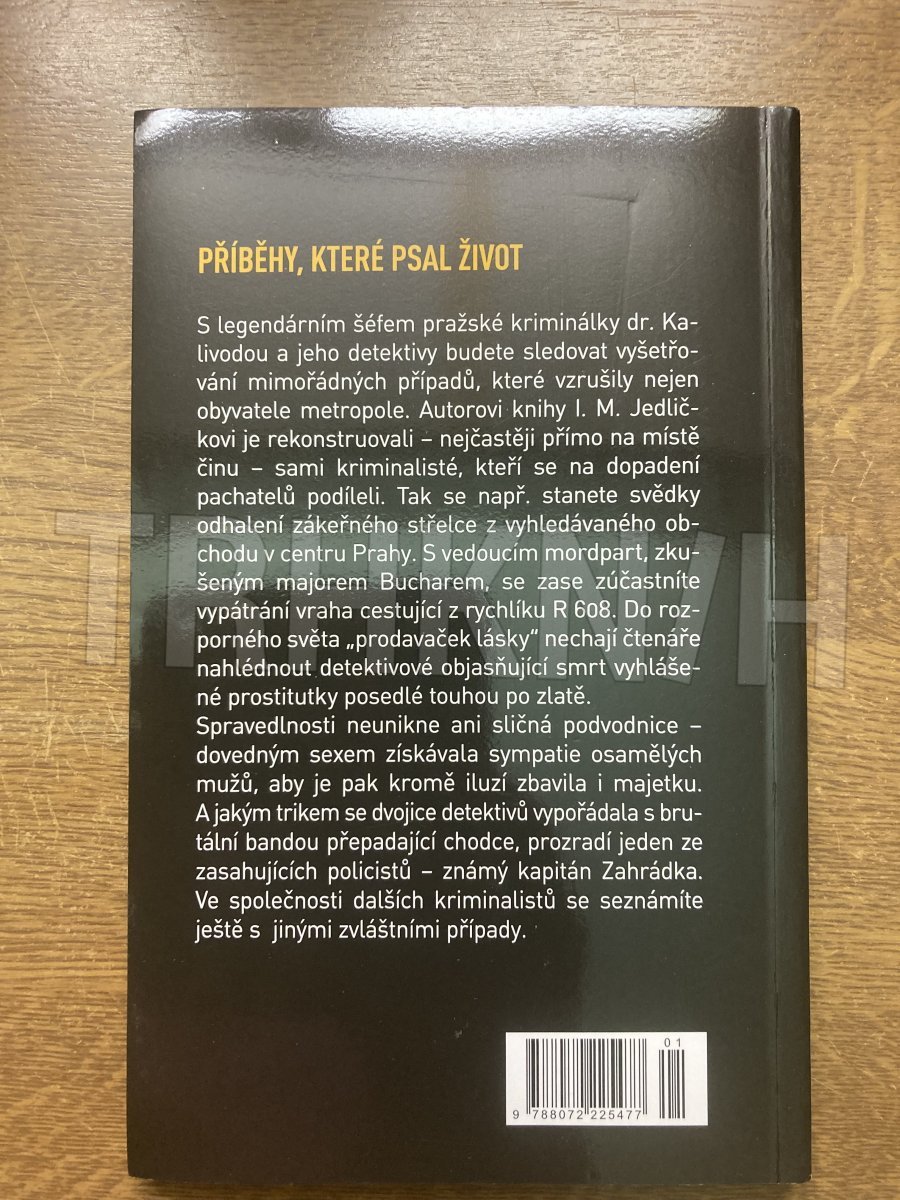 PŘÍBĚHY, KTERÉ PSAL ŽIVOT
S legendárním šéfem pražské kriminálky dr. Ka-
livodou a jeho detektivy budete sledovat vyšetřo-
vání mimořádných případů, které vzrušily nejen
obyvatele metropole. Autorovi knihy I. M. Jedlič-
kovi je rekonstruovali – nejčastěji přímo na místě
činu – sami kriminalisté, kteří se na dopadení
pachatelů podíleli. Tak se např. stanete svědky
odhalení zákeřného střelce z vyhledávaného ob-
chodu v centru Prahy. S vedoucím mordpart, zku-
šeným majorem Bucharem, se zase zúčastníte
vypátrání vraha cestující z rychlíku R 608. Do roz-
porného světa „prodavaček lásky“ nechají čtenáře
nahlédnout detektivové objasňující smrt vyhláše-
né prostitutky posedlé touhou po zlatě.
Spravedlnosti neunikne ani sličná podvodnice –
dovedným sexem získávala sympatie osamělých
mužů, aby je pak kromě iluzí zbavila i majetku.
A jakým trikem se dvojice detektivů vypořádala s bru-
tální bandou přepadající chodce, prozradí jeden ze
zasahujících policistů – známý kapitán Zahrádka.
Ve společnosti dalších kriminalistů se seznámíte
ještě s jinými zvláštními případy.
TRHKNIH
01
9 788072 225477